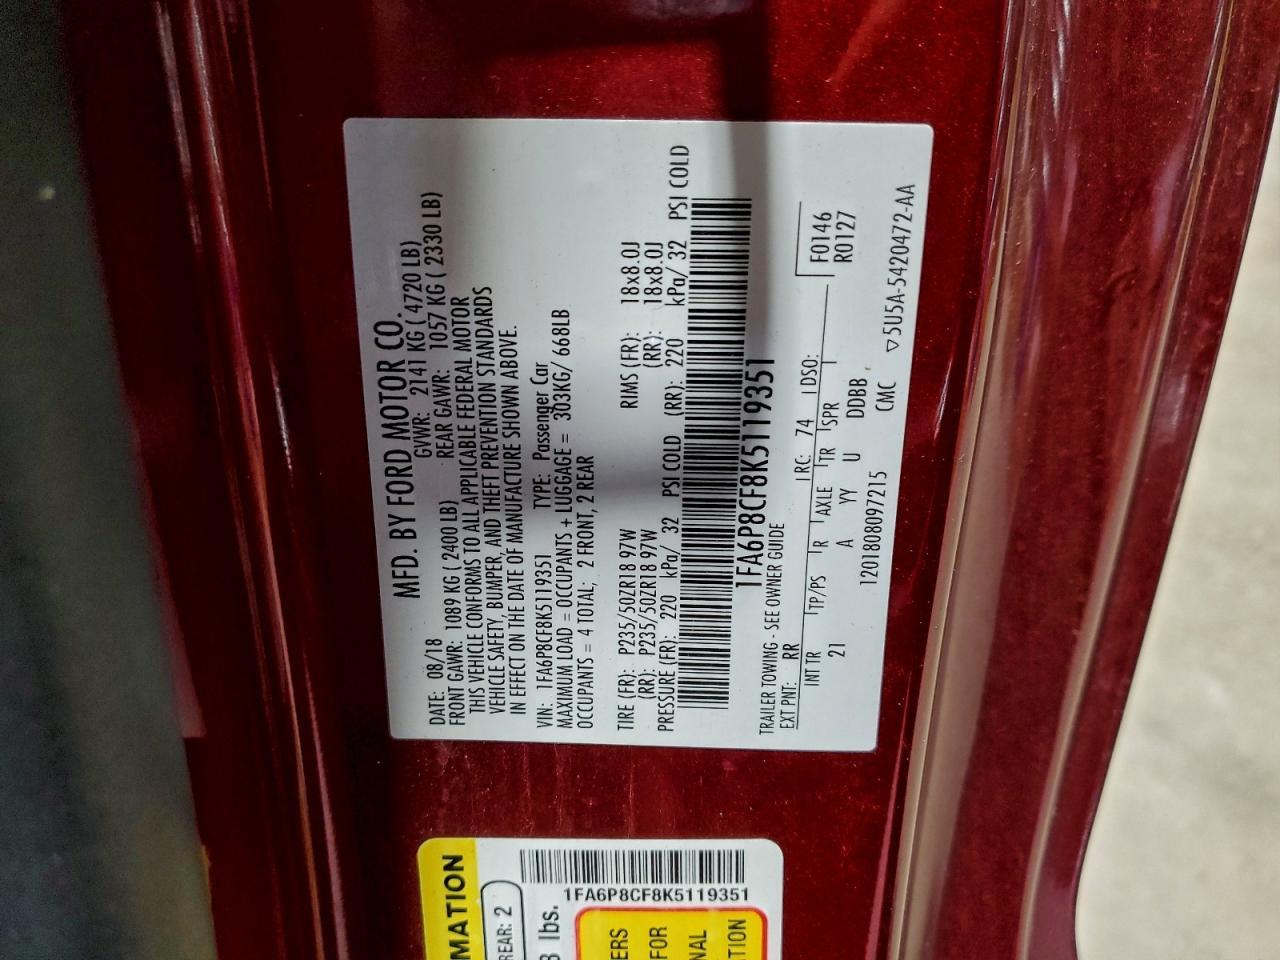 MFD. BY FORD MOTOR CO.
DATE: 08/18 GVWR: 2141 KG ( 4720 LB)
FRONT GAWR: 1089 KG ( 2400 LB) REAR GAWR: 1057 KG ( 2330 LB)
THIS VEHICLE CONFORMS TO ALL APPLICABLE FEDERAL MOTOR
VEHICLE SAFETY, BUMPER, AND THEFT PREVENTION STANDARDS
IN EFFECT ON THE DATE OF MANUFACTURE SHOWN ABOVE.
VIN: 1FA6P8CF8K5119351 TYPE: Passenger Car
MAXIMUM LOAD = OCCUPANTS + LUGGAGE = 303KG/ 668LB
OCCUPANTS = 4 TOTAL; 2 FRONT, 2 REAR
TIRE (FR): P235/50ZR18 97W RIMS (FR): 18x8.0J
(RR): P235/50ZR18 97W (RR): 18x8.0J
PRESSURE (FR): 220 kPa/ 32 PSI COLD (RR): 220 kPa/ 32 PSI COLD
1FA6P8CF8K5119351
TRAILER TOWING - SEE OWNER GUIDE
EXT PNT: RR RC: 74 DSO: F0146
R0127
INT TR TP/PS R AXLE TR SPR
21 A YY U DDBB
1201808097215 CMC ▽5U5A-5420472-AA
MATION
REAR: 2
1FA6P8CF8K5119351
lbs.
ERS
FOR
NAL
TION